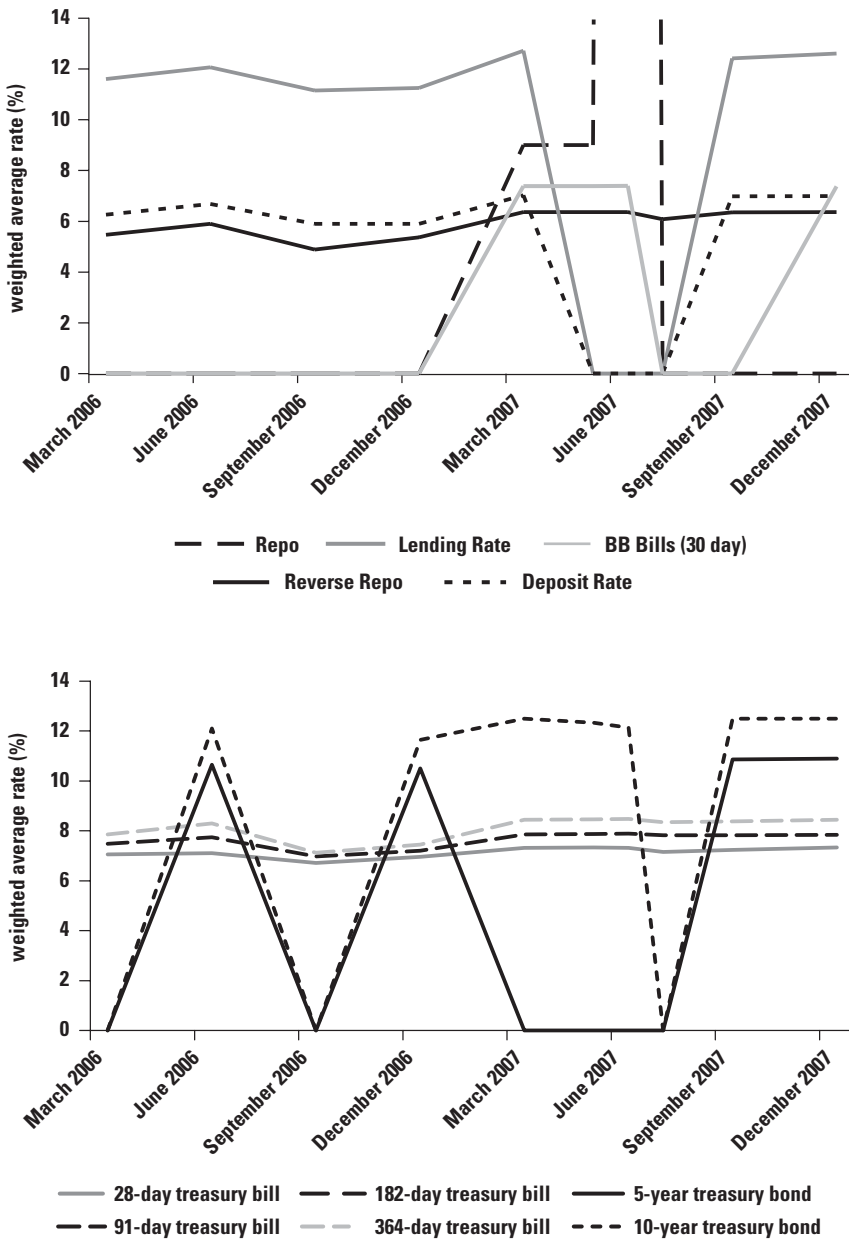 14
12
10
8
6
4
2
0
weighted average rate (%)
March 2006
June 2006
September 2006
December 2006
March 2007
June 2007
September 2007
December 2007
Repo Lending Rate BB Bills (30 day)
Reverse Repo Deposit Rate
14
12
10
8
6
4
2
0
weighted average rate (%)
March 2006
June 2006
September 2006
December 2006
March 2007
June 2007
September 2007
December 2007
28-day treasury bill 182-day treasury bill 5-year treasury bond
91-day treasury bill 364-day treasury bill 10-year treasury bond